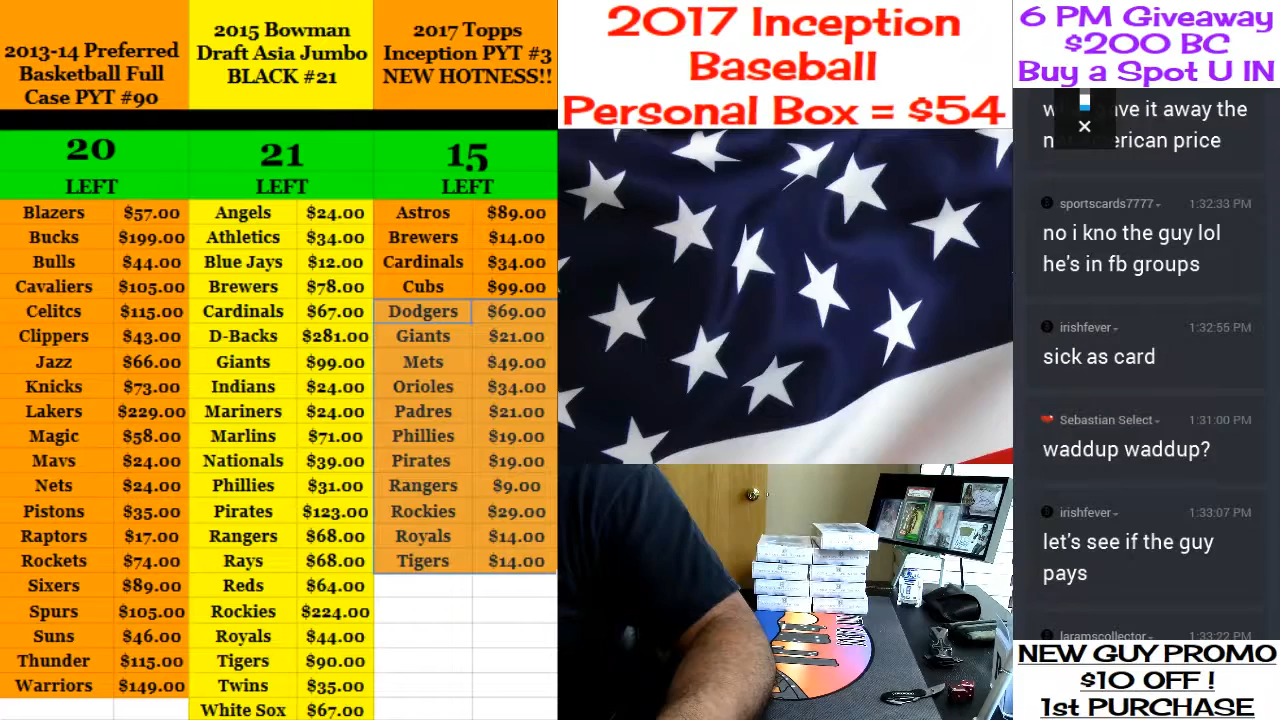 2013-14 Preferred
Basketball Full
Case PYT #90
20
LEFT
Blazers $57.00
Bucks $199.00
Bulls $44.00
Cavaliers $105.00
Celitcs $115.00
Clippers $43.00
Jazz $66.00
Knicks $73.00
Lakers $229.00
Magic $58.00
Mavs $24.00
Nets $24.00
Pistons $35.00
Raptors $17.00
Rockets $74.00
Sixers $89.00
Spurs $105.00
Suns $46.00
Thunder $115.00
Warriors $149.00
2015 Bowman
Draft Asia Jumbo
BLACK #21
21
LEFT
Angels $24.00
Athletics $34.00
Blue Jays $12.00
Brewers $78.00
Cardinals $67.00
D-Backs $281.00
Giants $99.00
Indians $24.00
Mariners $24.00
Marlins $71.00
Nationals $39.00
Phillies $31.00
Pirates $123.00
Rangers $68.00
Rays $68.00
Reds $64.00
Rockies $224.00
Royals $44.00
Tigers $90.00
Twins $35.00
White Sox $67.00
2017 Topps
Inception PYT #3
NEW HOTNESS!!
15
LEFT
Astros $89.00
Brewers $14.00
Cardinals $34.00
Cubs $99.00
Dodgers $69.00
Giants $21.00
Mets $49.00
Orioles $34.00
Padres $21.00
Phillies $19.00
Pirates $19.00
Rangers $9.00
Rockies $29.00
Royals $14.00
Tigers $14.00
2017 Inception
Baseball
Personal Box = $54
6 PM Giveaway
$200 BC
Buy a Spot U IN
it away the
price
sportscards7777 1:32:33 PM
no i kno the guy lol
he's in fb groups
irishfever 1:32:55 PM
sick as card
Sebastian Select 1:31:00 PM
waddup waddup?
irishfever 1:33:07 PM
let's see if the guy
pays
laramscollector 1:33:22 PM
NEW GUY PROMO
$10 OFF !
1st PURCHASE